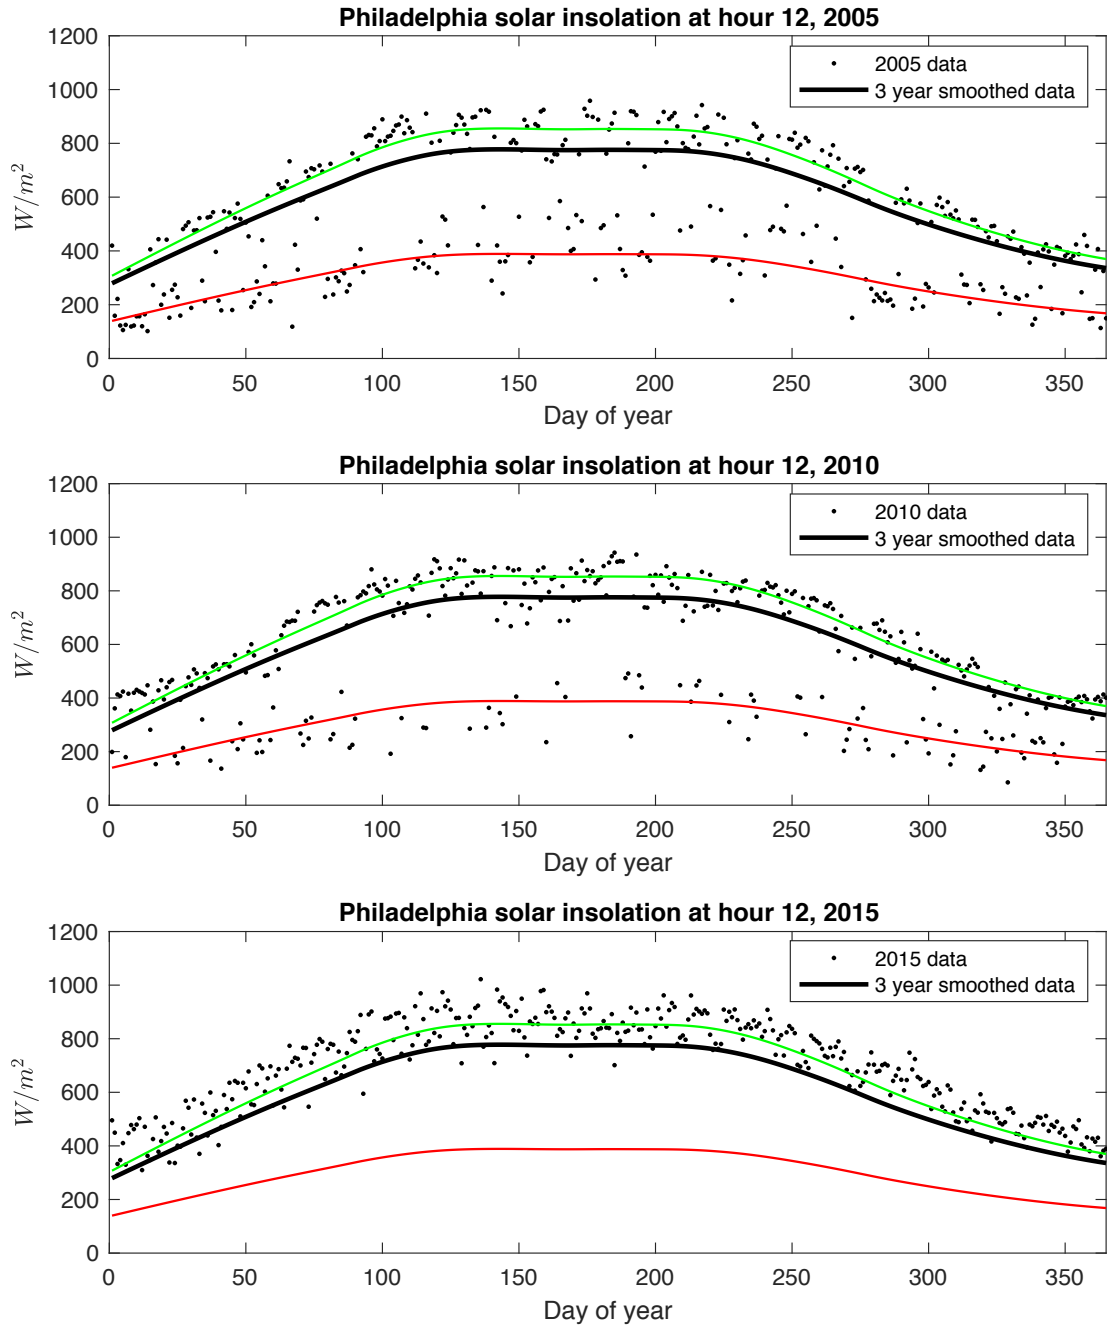 Philadelphia solar insolation at hour 12, 2005
1200
1000
800
600
400
200
0
W/m²
2005 data
3 year smoothed data
0 50 100 150 200 250 300 350
Day of year
Philadelphia solar insolation at hour 12, 2010
1200
1000
800
600
400
200
0
W/m²
2010 data
3 year smoothed data
0 50 100 150 200 250 300 350
Day of year
Philadelphia solar insolation at hour 12, 2015
1200
1000
800
600
400
200
0
W/m²
2015 data
3 year smoothed data
0 50 100 150 200 250 300 350
Day of year